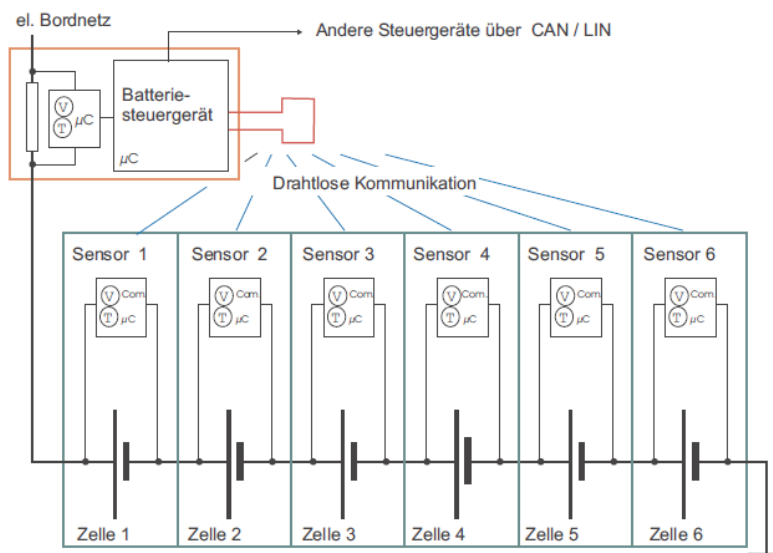 el. Bordnetz
Andere Steuergeräte über CAN / LIN
V
T
µC
Batterie-
steuergerät
µC
Drahtlose Kommunikation
Sensor 1
Sensor 2
Sensor 3
Sensor 4
Sensor 5
Sensor 6
V Com.
T µC
V Com.
T µC
V Com.
T µC
V Com.
T µC
V Com.
T µC
V Com.
T µC
Zelle 1
Zelle 2
Zelle 3
Zelle 4
Zelle 5
Zelle 6